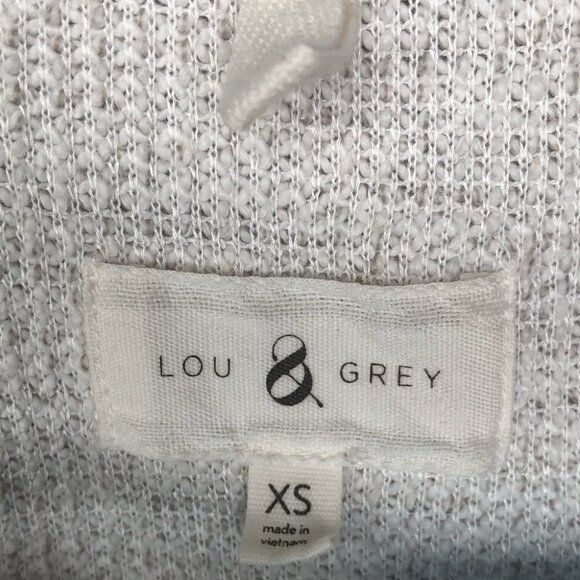 LOU & GREY
XS
made in
vietnam